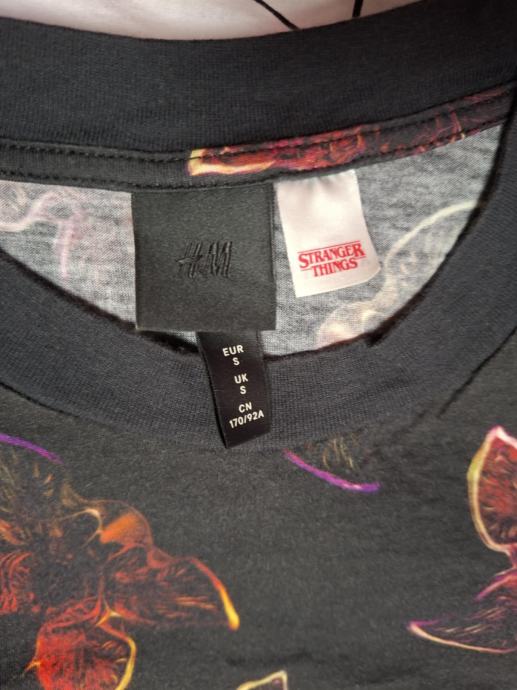 H&M
STRANGER
THINGS
EUR
S
UK
S
CN
170/92A